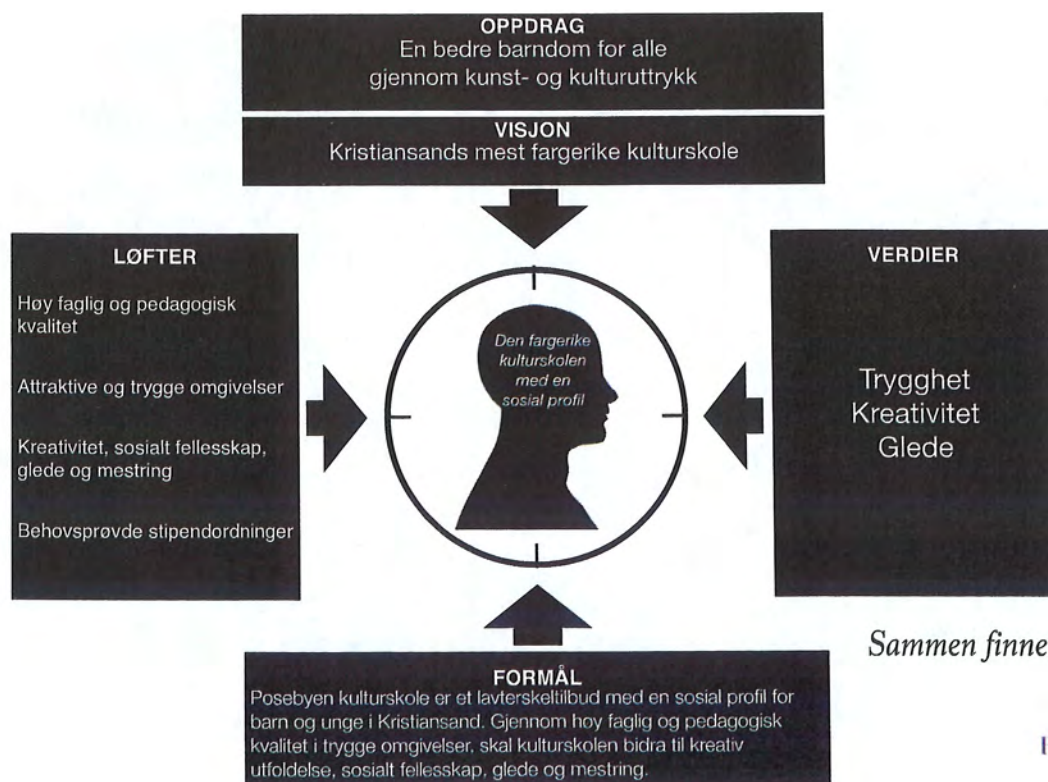 OPPDRAG
En bedre barndom for alle
gjennom kunst- og kulturuttrykk
VISJON
Kristiansands mest fargerike kulturskole
LØFTER
Høy faglig og pedagogisk
kvalitet
Attraktive og trygge omgivelser
Kreativitet, sosialt fellesskap,
glede og mestring
Behovsprøvde stipendordninger
Den fargerike
kulturskolen
med en
sosial profil
VERDIER
Trygghet
Kreativitet
Glede
Sammen finne
FORMÅL
Posebyen kulturskole er et lavterskeltilbud med en sosial profil for
barn og unge i Kristiansand. Gjennom høy faglig og pedagogisk
kvalitet i trygge omgivelser, skal kulturskolen bidra til kreativ
utfoldelse, sosialt fellesskap, glede og mestring.